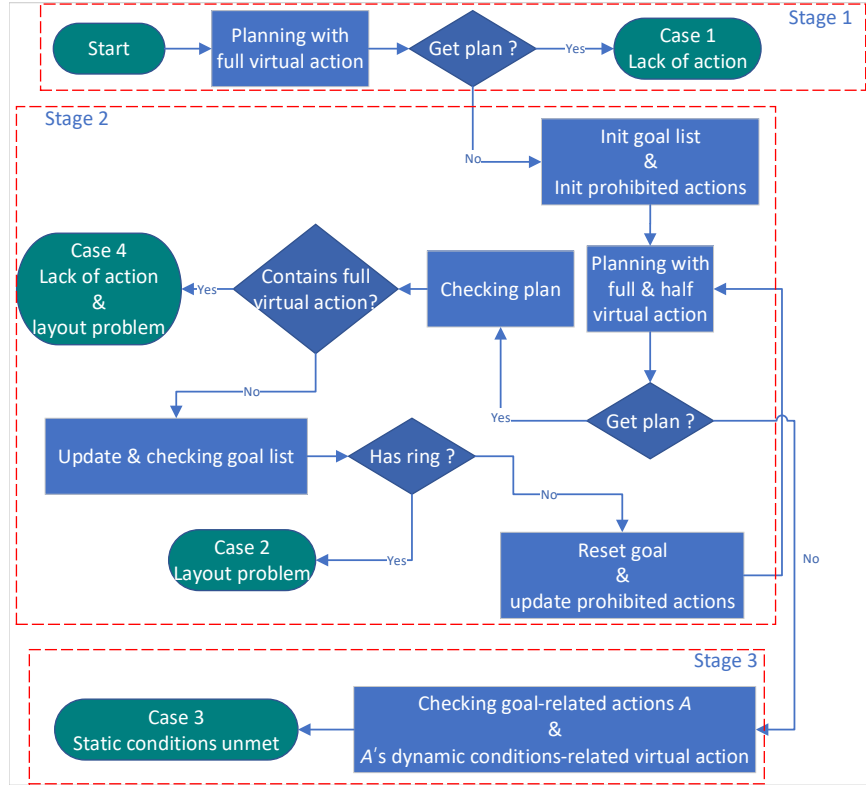 Stage 1
Start
Planning with
full virtual action
Get plan ?
Yes
Case 1
Lack of action
Stage 2
No
Init goal list
&
Init prohibited actions
Case 4
Lack of action
&
layout problem
Yes
Contains full
virtual action?
Checking plan
Planning with
full & half
virtual action
No
Yes
Get plan ?
Update & checking goal list
Has ring ?
No
Case 2
Layout problem
Yes
Reset goal
&
update prohibited actions
No
Stage 3
Case 3
Static conditions unmet
Checking goal-related actions A
&
A's dynamic conditions-related virtual action